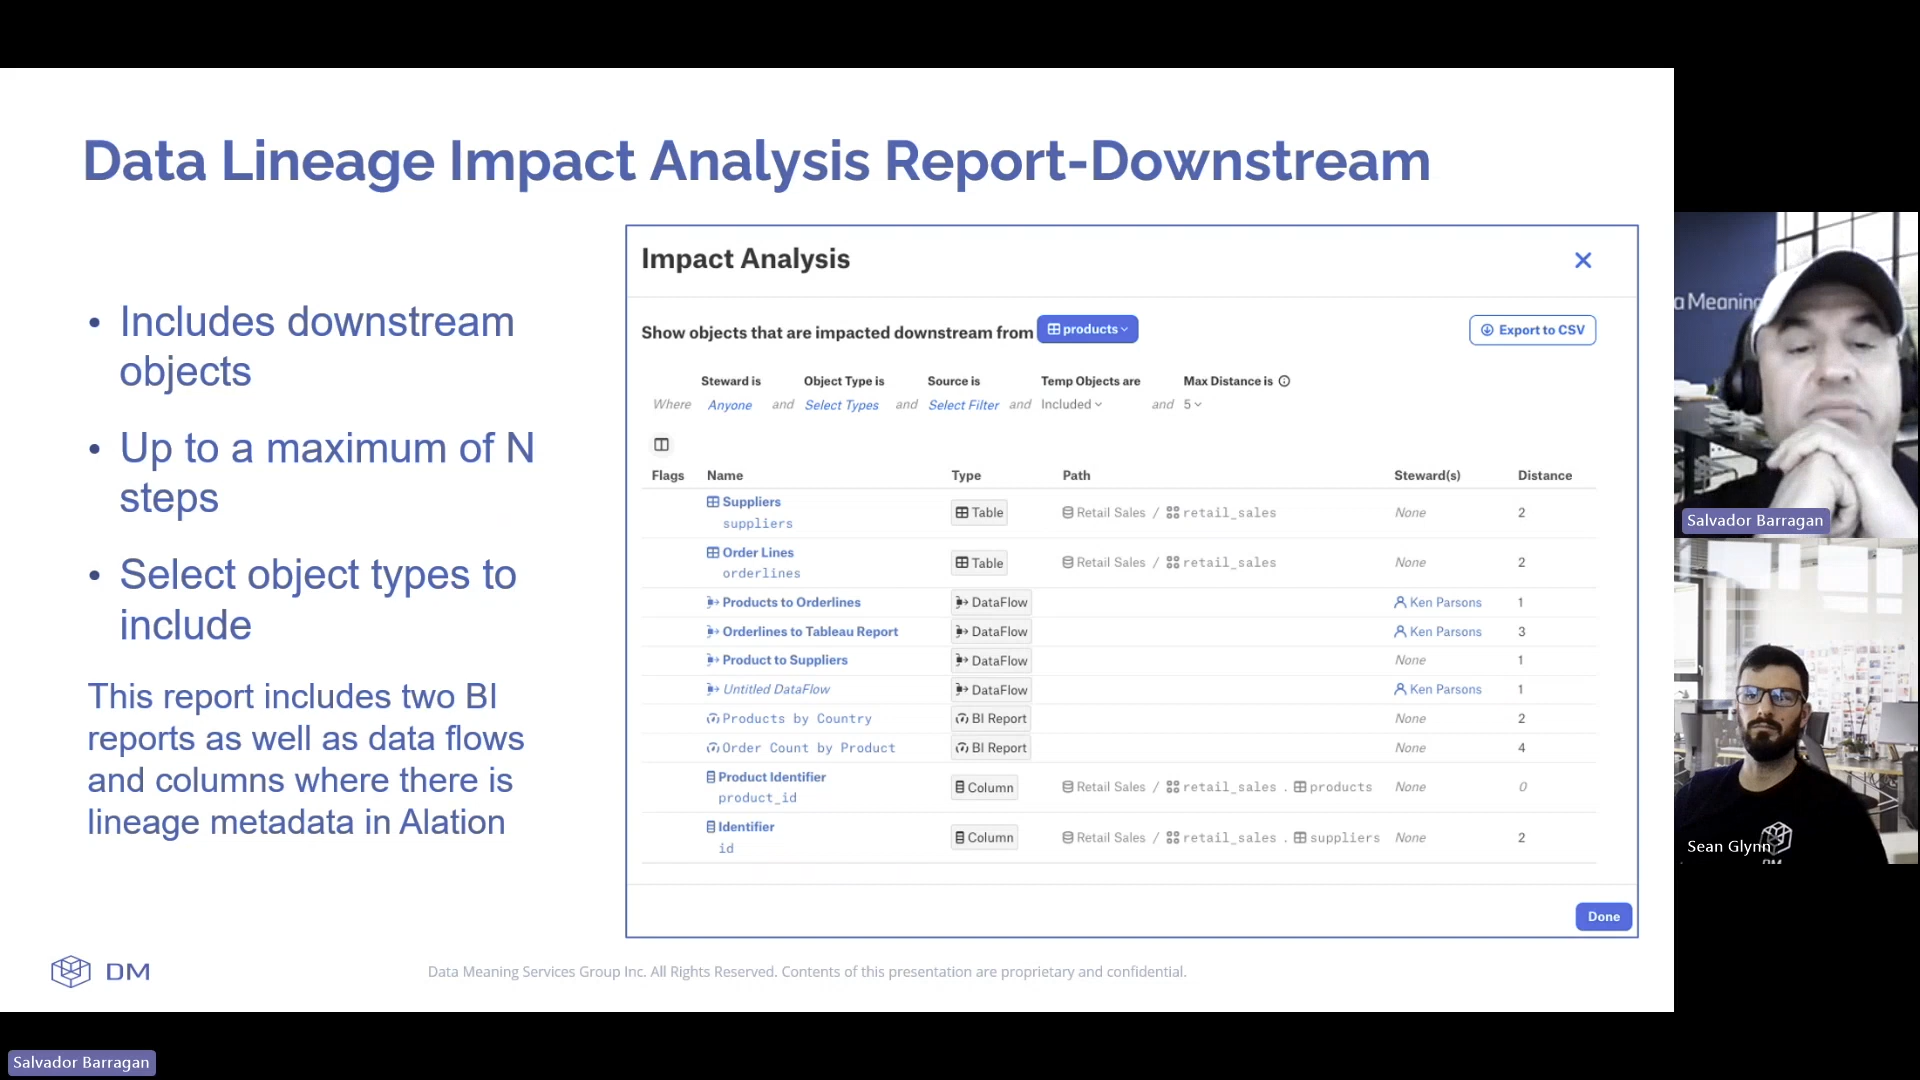 Data Lineage Impact Analysis Report-Downstream
• Includes downstream
objects
• Up to a maximum of N
steps
• Select object types to
include
This report includes two BI
reports as well as data flows
and columns where there is
lineage metadata in Alation
Impact Analysis
Show objects that are impacted downstream from products
Export to CSV
Steward is Object Type is Source is Temp Objects are Max Distance is
Where Anyone and Select Types and Select Filter and Included and 5
Flags Name Type Path Steward(s) Distance
Suppliers
suppliers
Table Retail Sales / retail_sales None 2
Order Lines
orderlines
Table Retail Sales / retail_sales None 2
Products to Orderlines DataFlow Ken Parsons 1
Orderlines to Tableau Report DataFlow Ken Parsons 3
Product to Suppliers DataFlow None 1
Untitled DataFlow DataFlow Ken Parsons 1
Products by Country BI Report None 2
Order Count by Product BI Report None 4
Product Identifier
product_id
Column Retail Sales / retail_sales . products None 0
Identifier
id
Column Retail Sales / retail_sales . suppliers None 2
Done
DM
Data Meaning Services Group Inc. All Rights Reserved. Contents of this presentation are proprietary and confidential.
a Meaning
Salvador Barragan
Sean Glynn
DM
Salvador Barragan